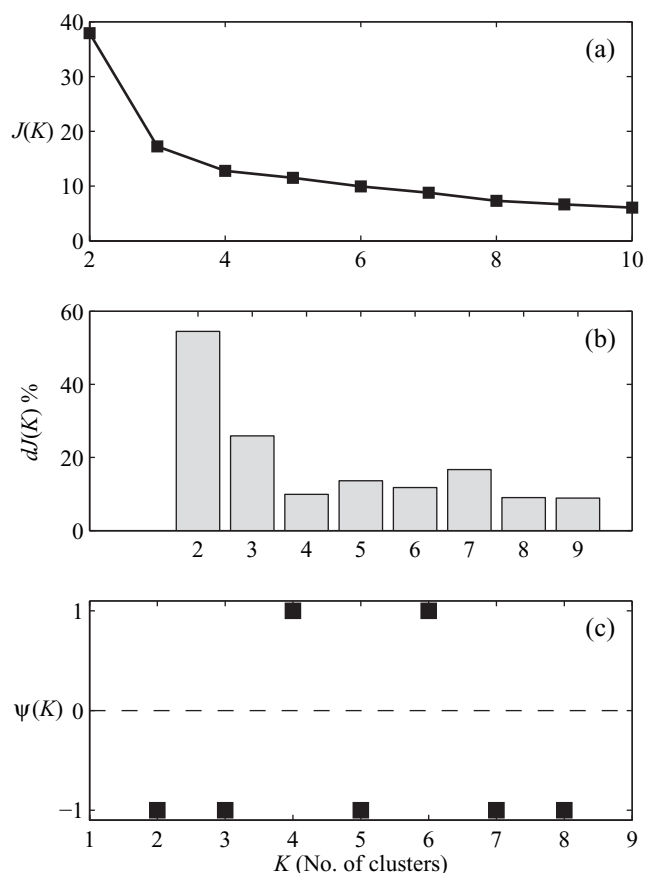 40
(a)
30
J(K) 20
10
0
2 4 6 8 10
60
(b)
40
dJ(K) %
20
0
2 3 4 5 6 7 8 9
1
(c)
ψ(K) 0
−1
1 2 3 4 5 6 7 8 9
K (No. of clusters)